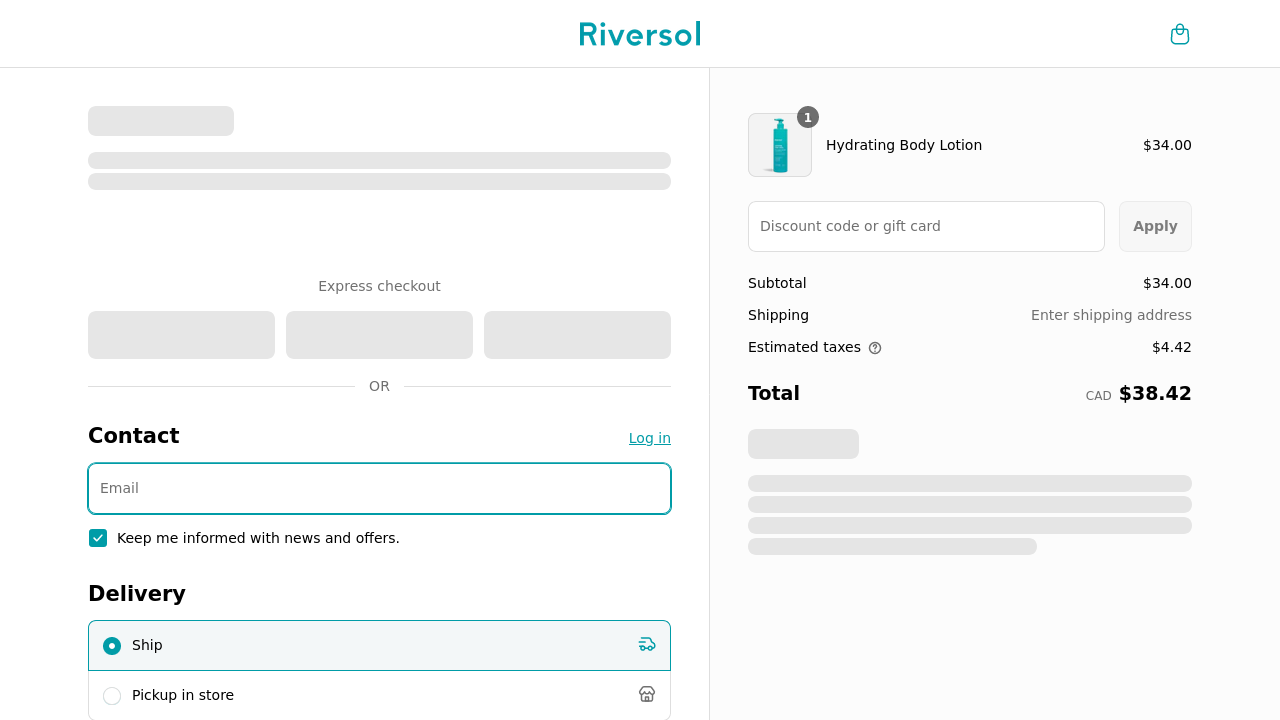 Riversol
Express checkout
OR
Contact
Log in
Email
Keep me informed with news and offers.
Delivery
Ship
Pickup in store
1
Hydrating Body Lotion
$34.00
Discount code or gift card
Apply
Subtotal
$34.00
Shipping
Enter shipping address
Estimated taxes
$4.42
Total
CAD $38.42